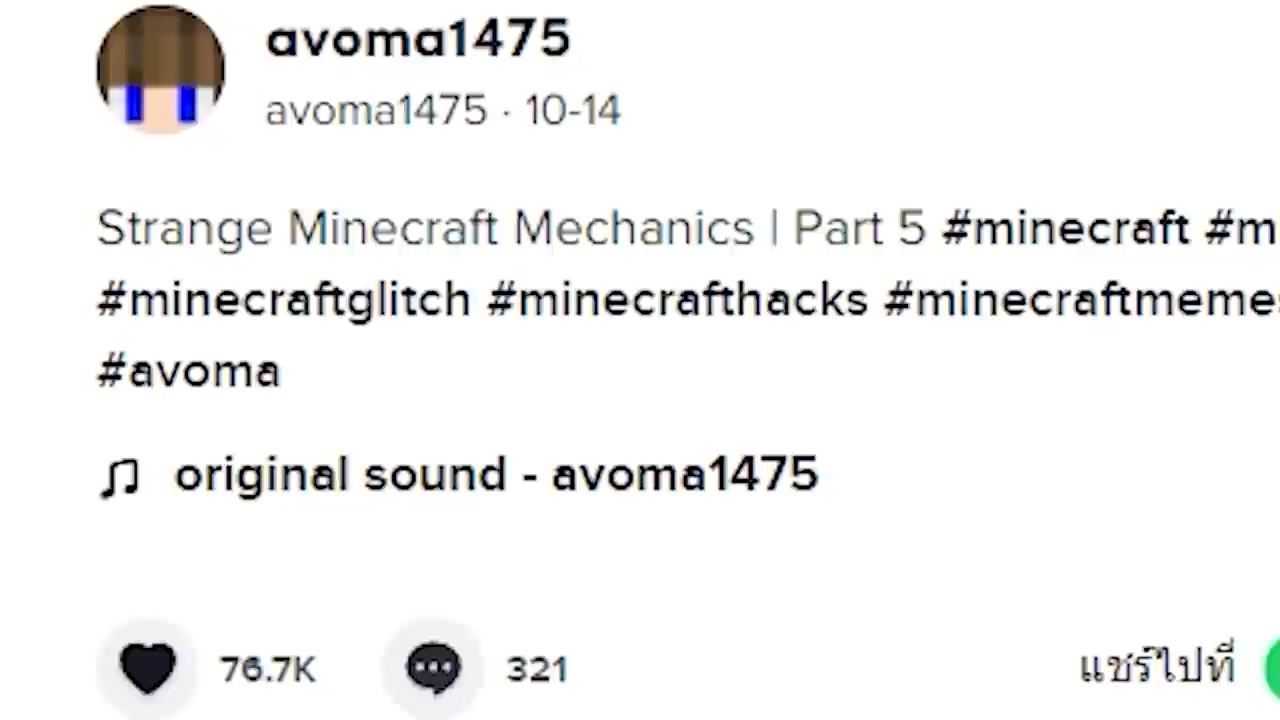 avoma1475
avoma1475 · 10-14
Strange Minecraft Mechanics | Part 5 #minecraft #m
#minecraftglitch #minecrafthacks #minecraftmemes
#avoma
original sound - avoma1475
76.7K 321 แชร์ไปที่